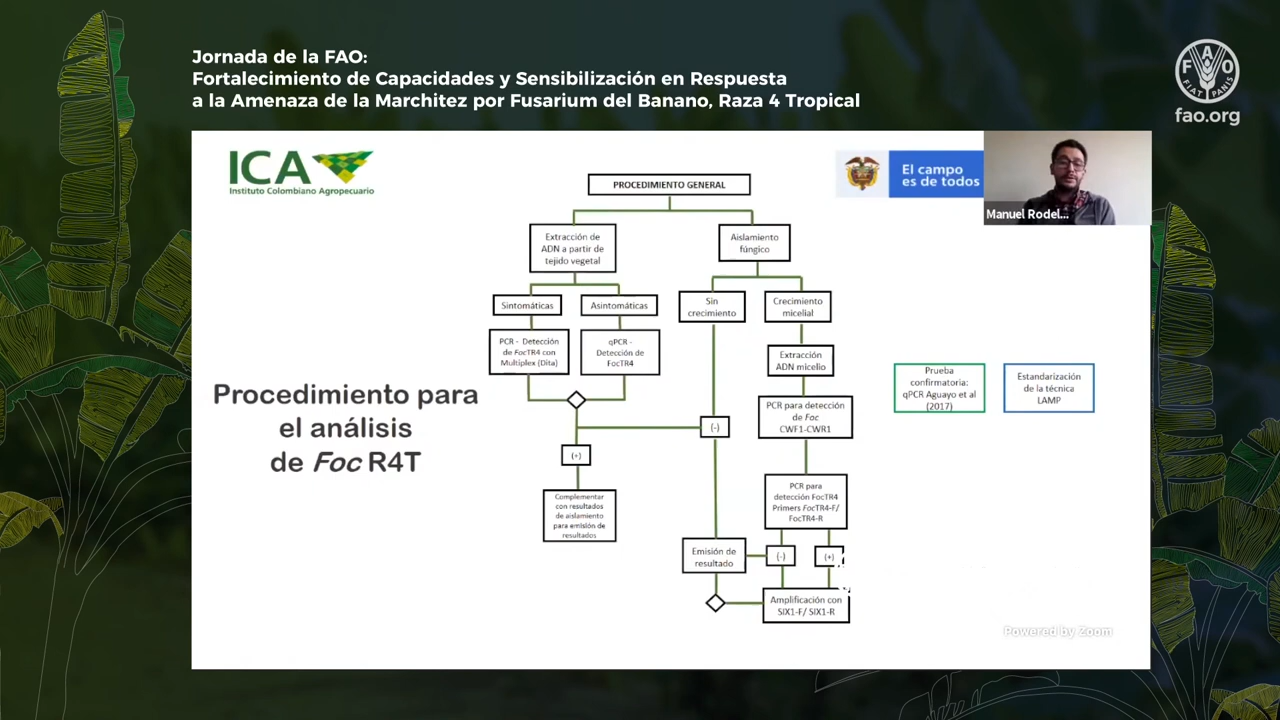 Jornada de la FAO:
Fortalecimiento de Capacidades y Sensibilización en Respuesta
a la Amenaza de la Marchitez por Fusarium del Banano, Raza 4 Tropical
FAO
FIAT PANIS
fao.org
ICA
Instituto Colombiano Agropecuario
El campo
es de todos
Manuel Rodel...
Procedimiento para
el análisis
de Foc R4T
PROCEDIMIENTO GENERAL
Extracción de
ADN a partir de
tejido vegetal
Aislamiento
fúngico
Sintomáticas
Asintomáticas
Sin
crecimiento
Crecimiento
micelial
PCR - Detección
de FocTR4 con
Multiplex (Dita)
qPCR -
Detección de
FocTR4
Extracción
ADN micelio
PCR para detección
de Foc
CWF1-CWR1
(-)
(+)
Complementar
con resultados
de aislamiento
para emisión de
resultados
PCR para
detección FocTR4
Primers FocTR4-F/
FocTR4-R
Emisión de
resultado
(-)
(+)
Amplificación con
SIX1-F/ SIX1-R
Prueba
confirmatoria:
qPCR Aguayo et al
(2017)
Estandarización
de la técnica
LAMP
Powered by Zoom